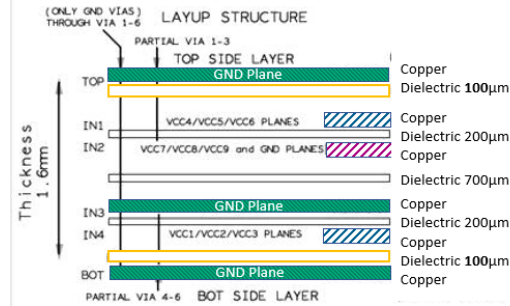 (ONLY GND VIAS)
THROUGH VIA 1-6
LAYUP STRUCTURE
PARTIAL VIA 1-3
TOP SIDE LAYER
TOP
GND Plane
Copper
Dielectric 100µm
IN1
VCC4/VCC5/VCC6 PLANES
Copper
Dielectric 200µm
IN2
VCC7/VCC8/VCC9 and GND PLANES
Copper
Thickness
1.6mm
Dielectric 700µm
IN3
GND Plane
Copper
Dielectric 200µm
IN4
VCC1/VCC2/VCC3 PLANES
Copper
Dielectric 100µm
BOT
GND Plane
Copper
PARTIAL VIA 4-6
BOT SIDE LAYER